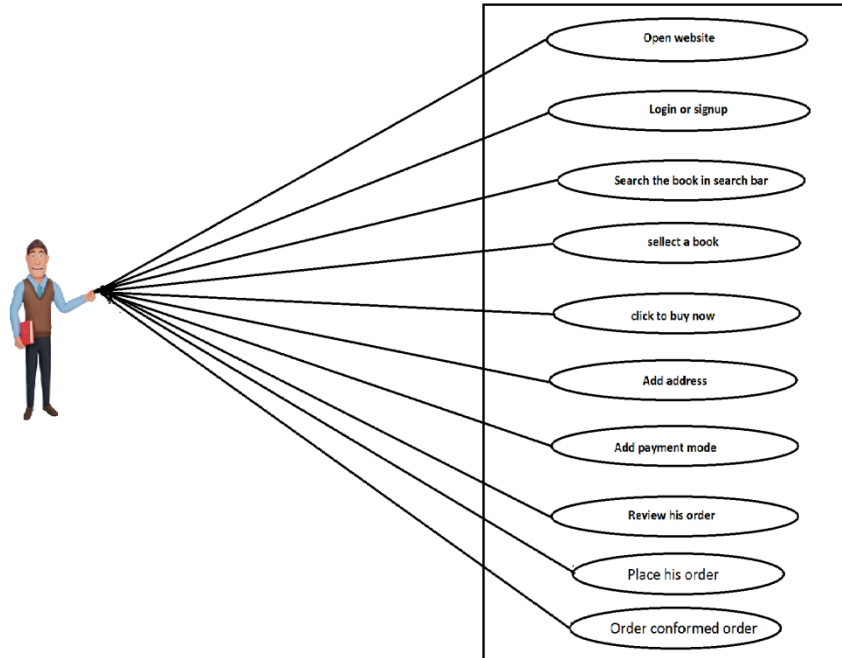 Open website
Login or signup
Search the book in search bar
sellect a book
click to buy now
Add address
Add payment mode
Review his order
Place his order
Order conformed order